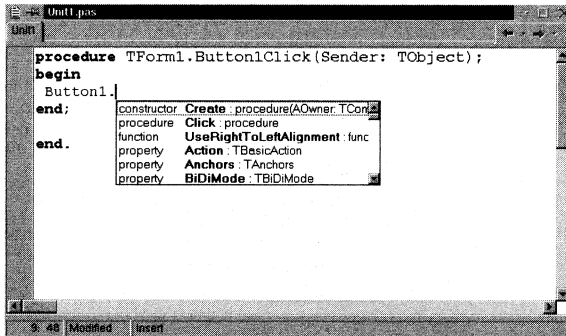 Unit1.pas
Unit1
procedure TForm1.Button1Click(Sender: TObject);
begin
Button1.
end;
constructor Create : procedure(AOwner: TCom
procedure Click : procedure
function UseRightToLeftAlignment : func
property Action : TBasicAction
property Anchors : TAnchors
property BiDiMode : TBiDiMode
end.
9: 48 Modified Insert